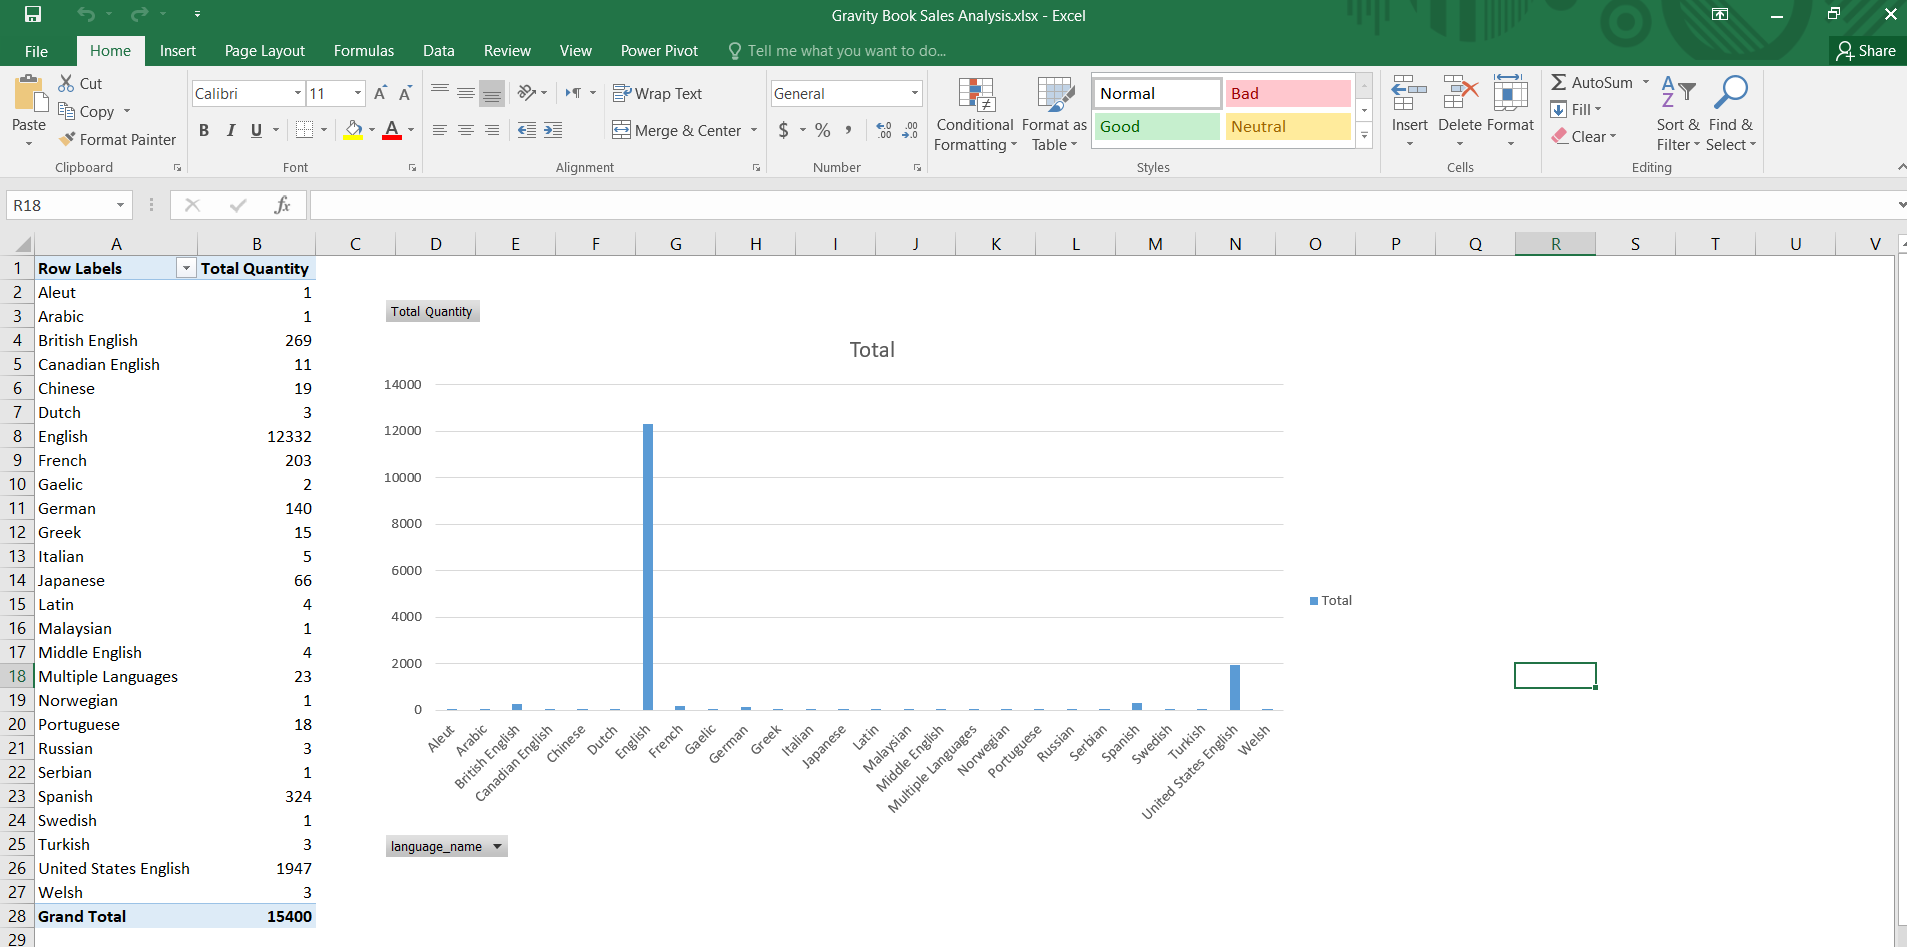 Gravity Book Sales Analysis.xlsx - Excel
File Home Insert Page Layout Formulas Data Review View Power Pivot Tell me what you want to do... Share
Paste
Cut
Copy
Format Painter
Clipboard
Calibri 11 A A
B I U A
Font
Wrap Text
Merge & Center
Alignment
General
$ % ,
Number
Conditional Formatting
Format as Table
Normal Bad
Good Neutral
Styles
Insert Delete Format
Cells
AutoSum
Fill
Clear
Sort & Filter
Find & Select
Editing
R18 fx
A B C D E F G H I J K L M N O P Q R S T U V
1 Row Labels Total Quantity
2 Aleut 1
3 Arabic 1
4 British English 269
5 Canadian English 11
6 Chinese 19
7 Dutch 3
8 English 12332
9 French 203
10 Gaelic 2
11 German 140
12 Greek 15
13 Italian 5
14 Japanese 66
15 Latin 4
16 Malaysian 1
17 Middle English 4
18 Multiple Languages 23
19 Norwegian 1
20 Portuguese 18
21 Russian 3
22 Serbian 1
23 Spanish 324
24 Swedish 1
25 Turkish 3
26 United States English 1947
27 Welsh 3
28 Grand Total 15400
29
Total Quantity
Total
14000
12000
10000
8000
6000
4000
2000
0
Aleut
Arabic
British English
Canadian English
Chinese
Dutch
English
French
Gaelic
German
Greek
Italian
Japanese
Latin
Malaysian
Middle English
Multiple Languages
Norwegian
Portuguese
Russian
Serbian
Spanish
Swedish
Turkish
United States English
Welsh
Total
language_name